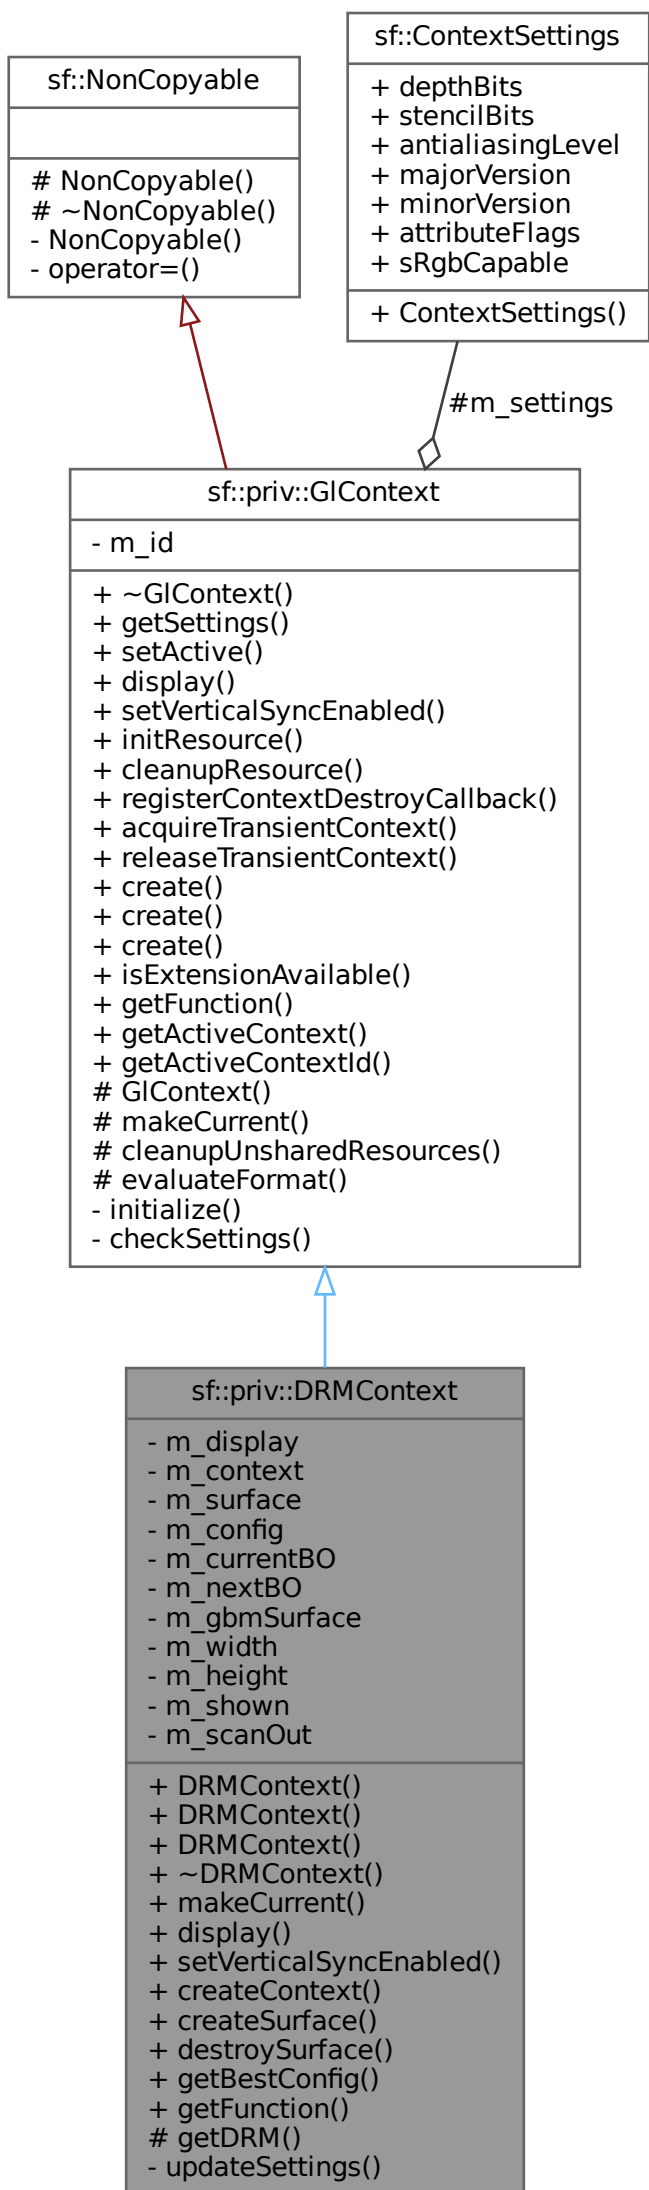 sf::ContextSettings
+ depthBits
+ stencilBits
+ antialiasingLevel
+ majorVersion
+ minorVersion
+ attributeFlags
+ sRgbCapable
+ ContextSettings()
sf::NonCopyable
# NonCopyable()
# ~NonCopyable()
- NonCopyable()
- operator=()
#m_settings
sf::priv::GlContext
- m_id
+ ~GlContext()
+ getSettings()
+ setActive()
+ display()
+ setVerticalSyncEnabled()
+ initResource()
+ cleanupResource()
+ registerContextDestroyCallback()
+ acquireTransientContext()
+ releaseTransientContext()
+ create()
+ create()
+ create()
+ isExtensionAvailable()
+ getFunction()
+ getActiveContext()
+ getActiveContextId()
# GlContext()
# makeCurrent()
# cleanupUnsharedResources()
# evaluateFormat()
- initialize()
- checkSettings()
sf::priv::DRMContext
- m_display
- m_context
- m_surface
- m_config
- m_currentBO
- m_nextBO
- m_gbmSurface
- m_width
- m_height
- m_shown
- m_scanOut
+ DRMContext()
+ DRMContext()
+ DRMContext()
+ ~DRMContext()
+ makeCurrent()
+ display()
+ setVerticalSyncEnabled()
+ createContext()
+ createSurface()
+ destroySurface()
+ getBestConfig()
+ getFunction()
# getDRM()
- updateSettings()